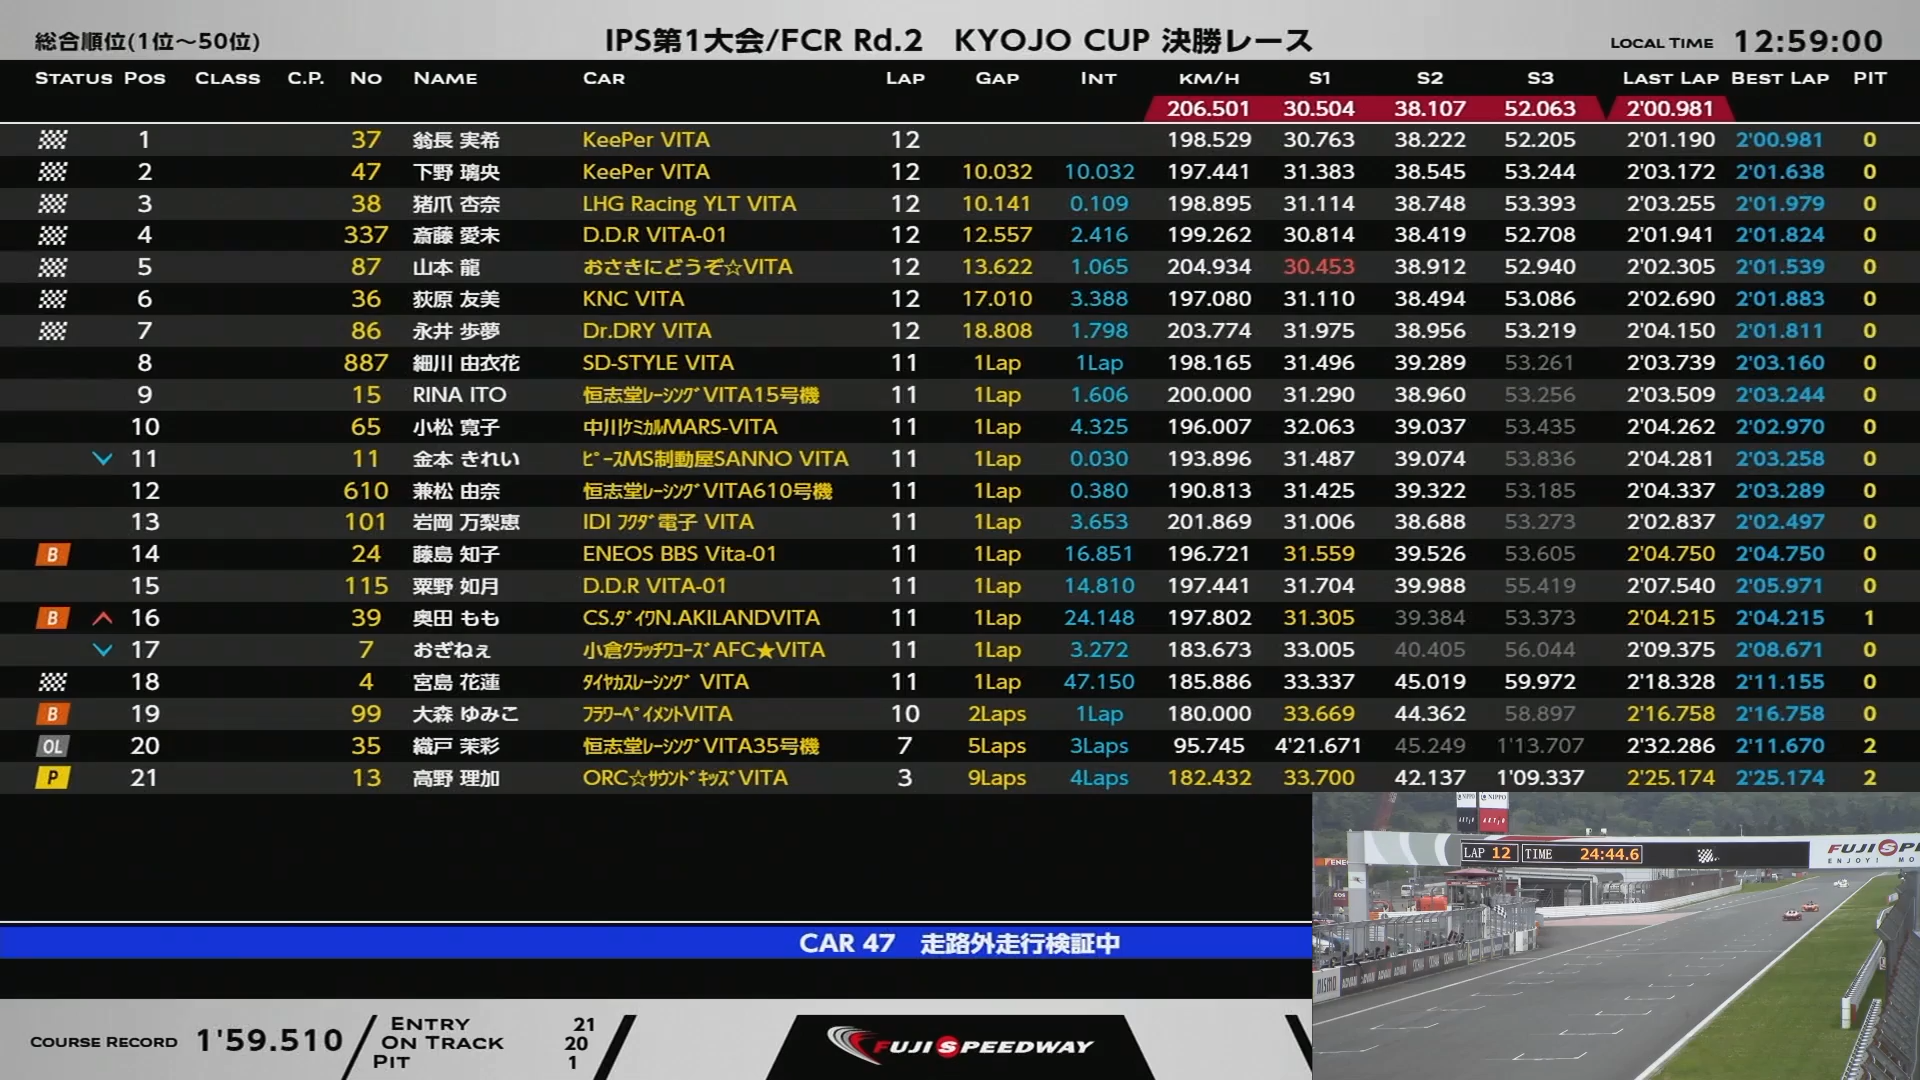 総合順位(1位～50位) IPS第1大会/FCR Rd.2 KYOJO CUP 決勝レース LOCAL TIME 12:59:00
STATUS POS CLASS C.P. NO NAME CAR LAP GAP INT KM/H S1 S2 S3 LAST LAP BEST LAP PIT
206.501 30.504 38.107 52.063 2'00.981
1 37 翁長 実希 KeePer VITA 12 198.529 30.763 38.222 52.205 2'01.190 2'00.981 0
2 47 下野 璃央 KeePer VITA 12 10.032 10.032 197.441 31.383 38.545 53.244 2'03.172 2'01.638 0
3 38 猪爪 杏奈 LHG Racing YLT VITA 12 10.141 0.109 198.895 31.114 38.748 53.393 2'03.255 2'01.979 0
4 337 斎藤 愛未 D.D.R VITA-01 12 12.557 2.416 199.262 30.814 38.419 52.708 2'01.941 2'01.824 0
5 87 山本 龍 おさきにどうぞ☆VITA 12 13.622 1.065 204.934 30.453 38.912 52.940 2'02.305 2'01.539 0
6 36 荻原 友美 KNC VITA 12 17.010 3.388 197.080 31.110 38.494 53.086 2'02.690 2'01.883 0
7 86 永井 歩夢 Dr.DRY VITA 12 18.808 1.798 203.774 31.975 38.956 53.219 2'04.150 2'01.811 0
8 887 細川 由衣花 SD-STYLE VITA 11 1Lap 1Lap 198.165 31.496 39.289 53.261 2'03.739 2'03.160 0
9 15 RINA ITO 恒志堂ﾚｰｼﾝｸﾞVITA15号機 11 1Lap 1.606 200.000 31.290 38.960 53.256 2'03.509 2'03.244 0
10 65 小松 寛子 中川ｹﾐｶﾙMARS-VITA 11 1Lap 4.325 196.007 32.063 39.037 53.435 2'04.262 2'02.970 0
11 11 金本 きれい ﾋﾟｰｽMS制動屋SANNO VITA 11 1Lap 0.030 193.896 31.487 39.074 53.836 2'04.281 2'03.258 0
12 610 兼松 由奈 恒志堂ﾚｰｼﾝｸﾞVITA610号機 11 1Lap 0.380 190.813 31.425 39.322 53.185 2'04.337 2'03.289 0
13 101 岩岡 万梨恵 IDI ﾌｸﾀﾞ電子 VITA 11 1Lap 3.653 201.869 31.006 38.688 53.273 2'02.837 2'02.497 0
B 14 24 藤島 知子 ENEOS BBS Vita-01 11 1Lap 16.851 196.721 31.559 39.526 53.605 2'04.750 2'04.750 0
15 115 粟野 如月 D.D.R VITA-01 11 1Lap 14.810 197.441 31.704 39.988 55.419 2'07.540 2'05.971 0
B 16 39 奥田 もも CS.ﾀﾞｲﾜN.AKILANDVITA 11 1Lap 24.148 197.802 31.305 39.384 53.373 2'04.215 2'04.215 1
17 7 おぎねぇ 小倉ｸﾗｯﾁﾜｺｰｽﾞAFC★VITA 11 1Lap 3.272 183.673 33.005 40.405 56.044 2'09.375 2'08.671 0
18 4 宮島 花蓮 ﾀﾞｲﾔｶｽﾚｰｼﾝｸﾞ VITA 11 1Lap 47.150 185.886 33.337 45.019 59.972 2'18.328 2'11.155 0
B 19 99 大森 ゆみこ ﾌﾗﾜｰﾍﾟｲﾒﾝﾄVITA 10 2Laps 1Lap 180.000 33.669 44.362 58.897 2'16.758 2'16.758 0
OL 20 35 織戸 茉彩 恒志堂ﾚｰｼﾝｸﾞVITA35号機 7 5Laps 3Laps 95.745 4'21.671 45.249 1'13.707 2'32.286 2'11.670 2
P 21 13 高野 理加 ORC☆ｻｳﾝﾄﾞｷｯｽﾞVITA 3 9Laps 4Laps 182.432 33.700 42.137 1'09.337 2'25.174 2'25.174 2
LAP 12 TIME 24:44.6
CAR 47 走路外走行検証中
COURSE RECORD 1'59.510
ENTRY 21
ON TRACK 20
PIT 1
FUJI SPEEDWAY